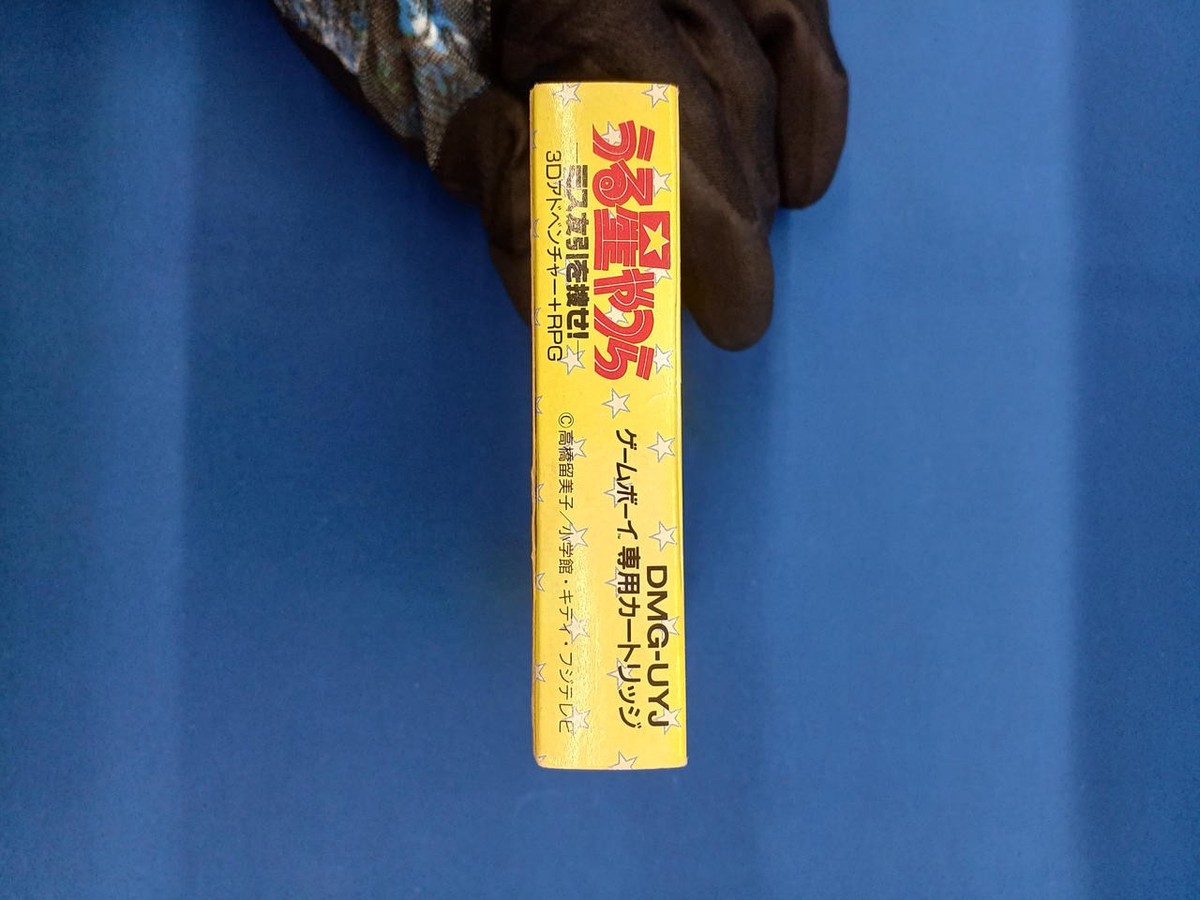 うる星やつら
―ミス友引を捜せ!―
3Dアドベンチャー+RPG
DMG-UYJ
ゲームボーイ™専用カートリッジ
©高橋留美子/小学館・キティ・フジテレビ